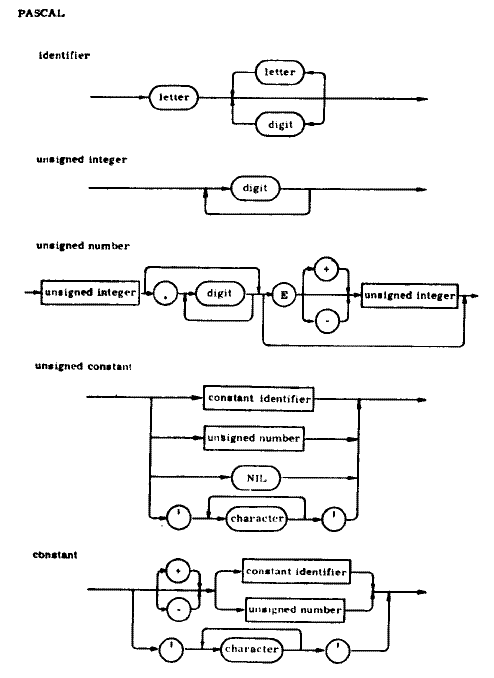 PASCAL
identifier
letter
letter
digit
unsigned integer
digit
unsigned number
+
unsigned integer . digit E unsigned integer
-
unsigned constant
constant identifier
unsigned number
NIL
' character '
constant
+ constant identifier
- unsigned number
' character '